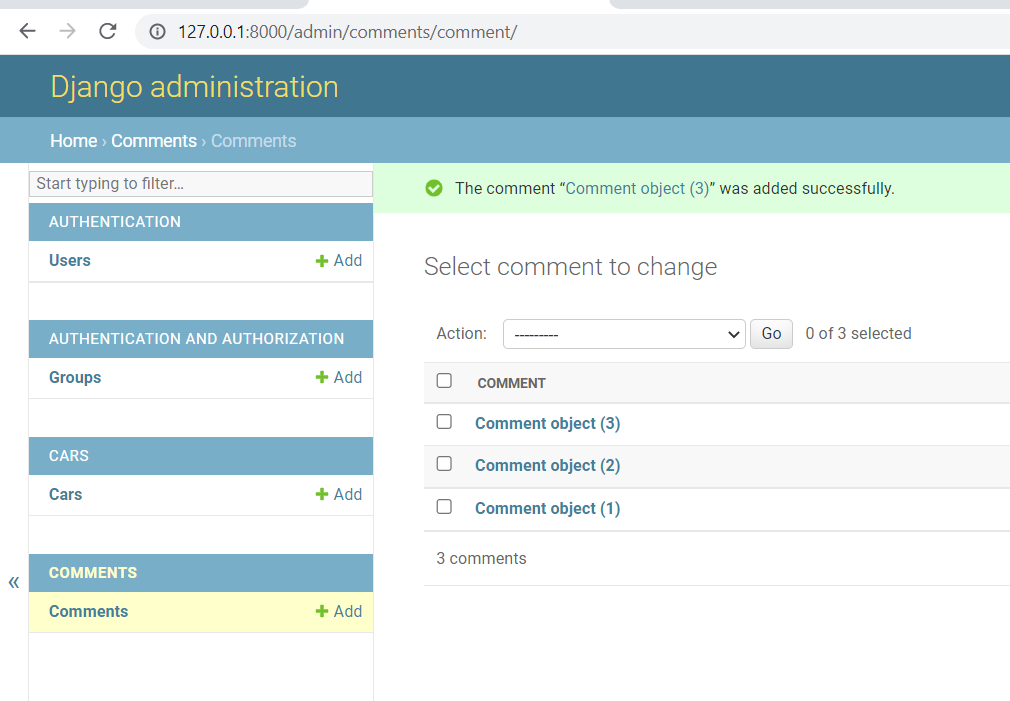 127.0.0.1:8000/admin/comments/comment/
Django administration
Home › Comments › Comments
Start typing to filter...
AUTHENTICATION
Users Add
AUTHENTICATION AND AUTHORIZATION
Groups Add
CARS
Cars Add
«
COMMENTS
Comments Add
The comment “Comment object (3)” was added successfully.
Select comment to change
Action: --------- Go 0 of 3 selected
COMMENT
Comment object (3)
Comment object (2)
Comment object (1)
3 comments